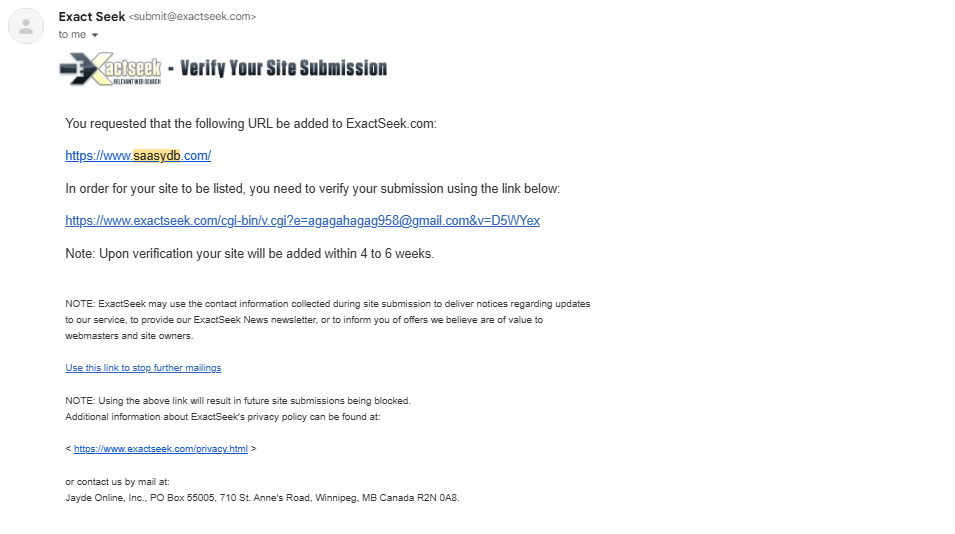 Exact Seek <submit@exactseek.com>
to me
Xactseek
RELEVANT WEB SEARCH
- Verify Your Site Submission
You requested that the following URL be added to ExactSeek.com:
https://www.saasydb.com/
In order for your site to be listed, you need to verify your submission using the link below:
https://www.exactseek.com/cgi-bin/v.cgi?e=agagahagag958@gmail.com&v=D5WYex
Note: Upon verification your site will be added within 4 to 6 weeks.
NOTE: ExactSeek may use the contact information collected during site submission to deliver notices regarding updates
to our service, to provide our ExactSeek News newsletter, or to inform you of offers we believe are of value to
webmasters and site owners.
Use this link to stop further mailings
NOTE: Using the above link will result in future site submissions being blocked.
Additional information about ExactSeek's privacy policy can be found at:
< https://www.exactseek.com/privacy.html >
or contact us by mail at:
Jayde Online, Inc., PO Box 55005, 710 St. Anne's Road, Winnipeg, MB Canada R2N 0A8.